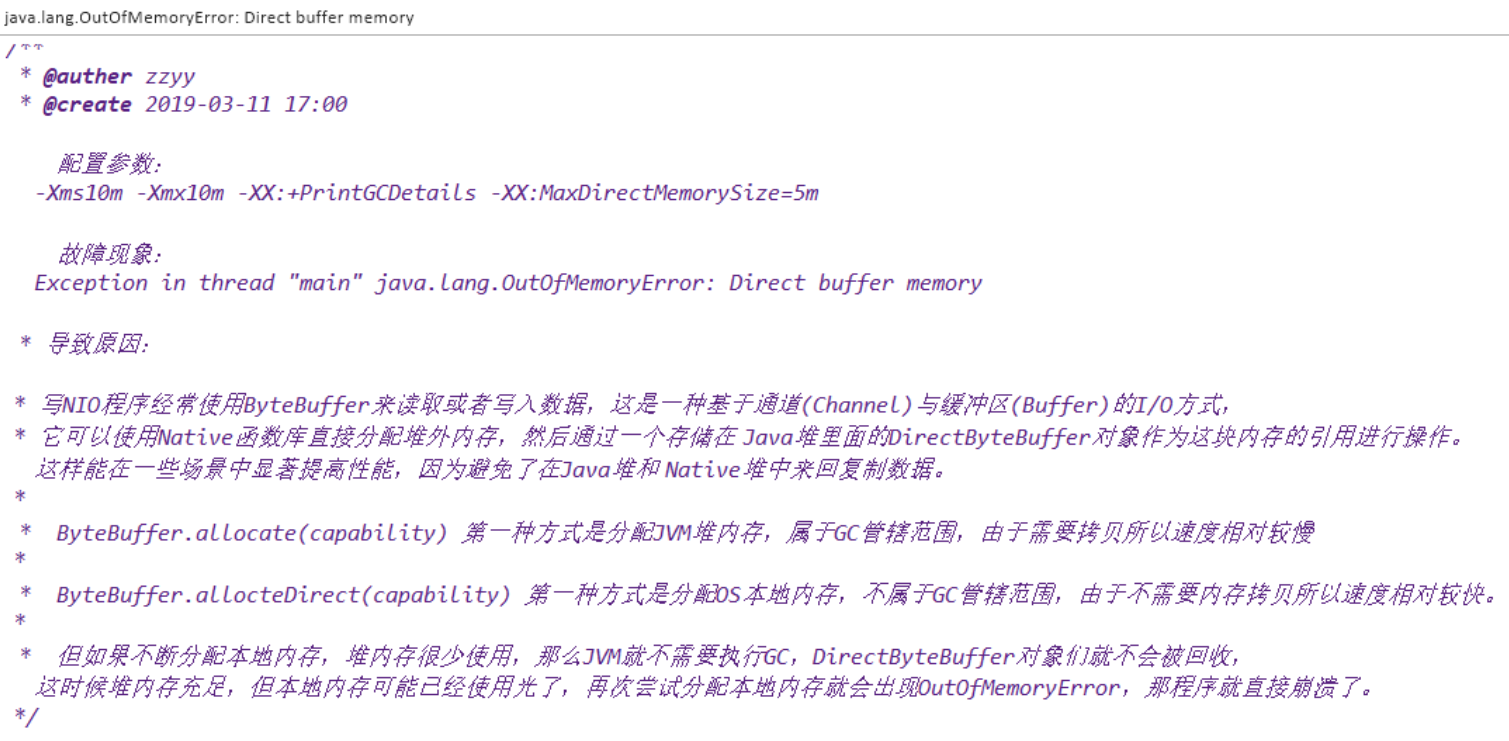 java.lang.OutOfMemoryError: Direct buffer memory
/**
* @auther zzyy
* @create 2019-03-11 17:00
配置参数：
-Xms10m -Xmx10m -XX:+PrintGCDetails -XX:MaxDirectMemorySize=5m
故障现象：
Exception in thread "main" java.lang.OutOfMemoryError: Direct buffer memory
* 导致原因：
* 写NIO程序经常使用ByteBuffer来读取或者写入数据，这是一种基于通道(Channel)与缓冲区(Buffer)的I/O方式，
* 它可以使用Native函数库直接分配堆外内存，然后通过一个存储在Java堆里面的DirectByteBuffer对象作为这块内存的引用进行操作。
这样能在一些场景中显著提高性能，因为避免了在Java堆和Native堆中来回复制数据。
*
* ByteBuffer.allocate(capability) 第一种方式是分配JVM堆内存，属于GC管辖范围，由于需要拷贝所以速度相对较慢
*
* ByteBuffer.allocteDirect(capability) 第一种方式是分配OS本地内存，不属于GC管辖范围，由于不需要内存拷贝所以速度相对较快。
*
* 但如果不断分配本地内存，堆内存很少使用，那么JVM就不需要执行GC，DirectByteBuffer对象们就不会被回收，
这时候堆内存充足，但本地内存可能已经使用光了，再次尝试分配本地内存就会出现OutOfMemoryError，那程序就直接崩溃了。
*/